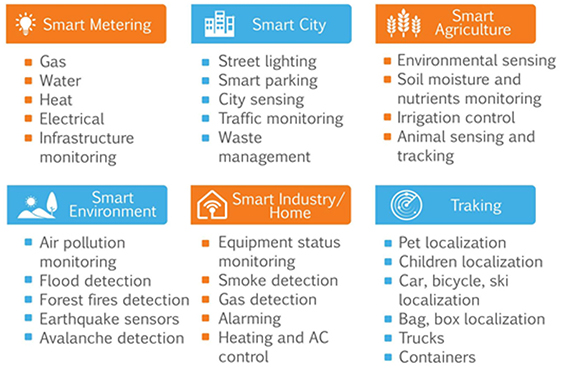 Smart Metering
Gas
Water
Heat
Electrical
Infrastructure
monitoring
Smart City
Street lighting
Smart parking
City sensing
Traffic monitoring
Waste
management
Smart
Agriculture
Environmental sensing
Soil moisture and
nutrients monitoring
Irrigation control
Animal sensing and
tracking
Smart
Environment
Air pollution
monitoring
Flood detection
Forest fires detection
Earthquake sensors
Avalanche detection
Smart Industry/
Home
Equipment status
monitoring
Smoke detection
Gas detection
Alarming
Heating and AC
control
Traking
Pet localization
Children localization
Car, bicycle, ski
localization
Bag, box localization
Trucks
Containers